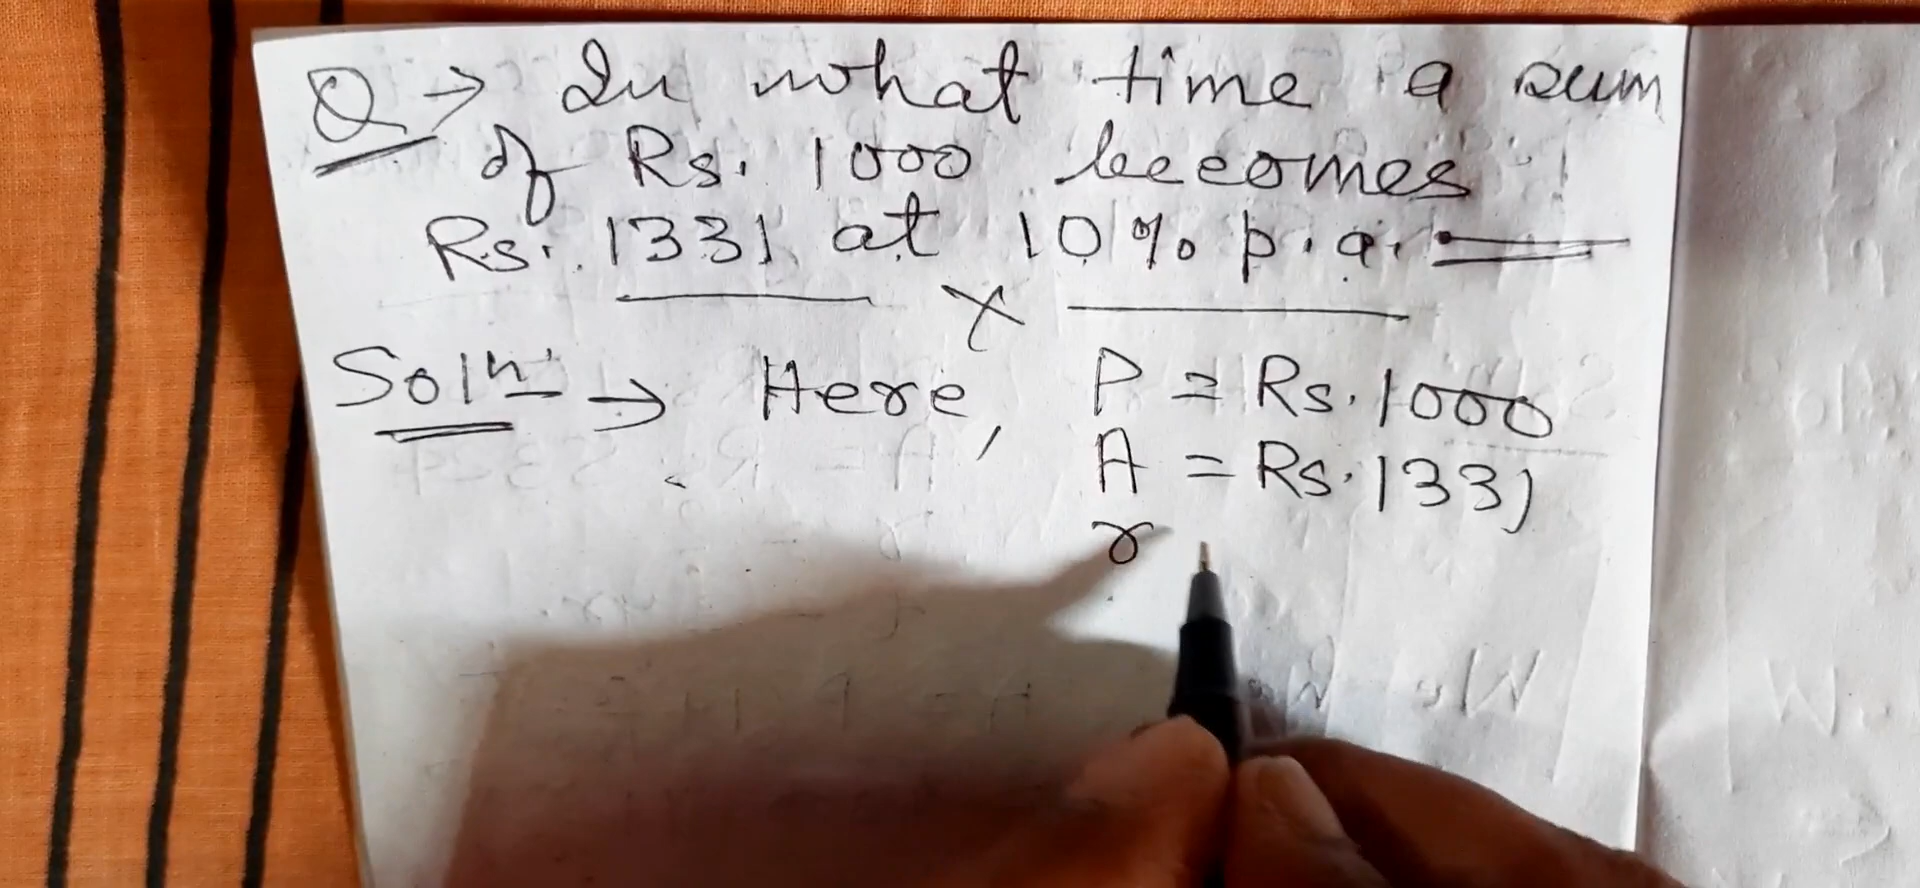 Q → In what time a sum
of Rs. 1000 becomes
Rs. 1331 at 10% p.a.
x
Soln → Here, P = Rs. 1000
A = Rs. 1331
r